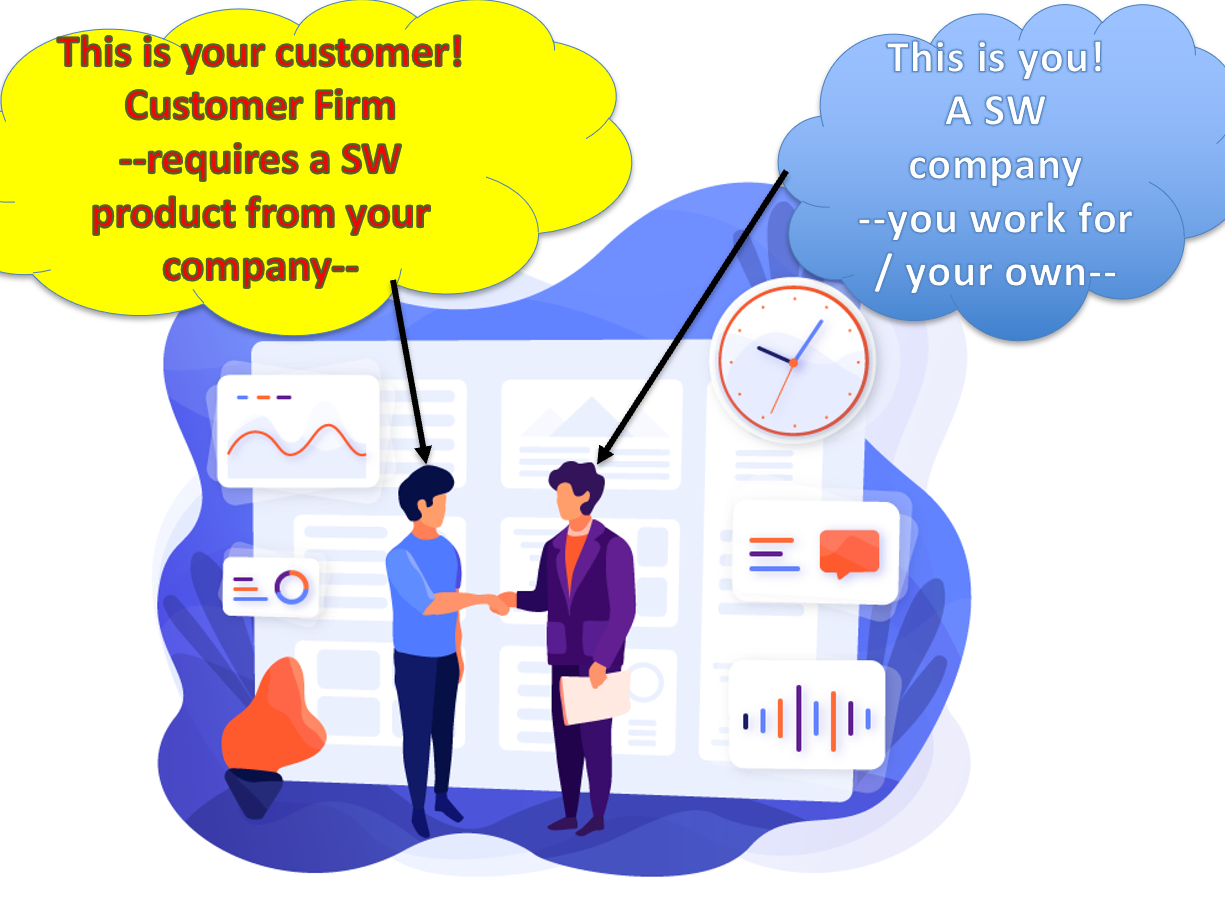 This is your customer!
Customer Firm
--requires a SW
product from your
company--
This is you!
A SW
company
--you work for
/ your own--